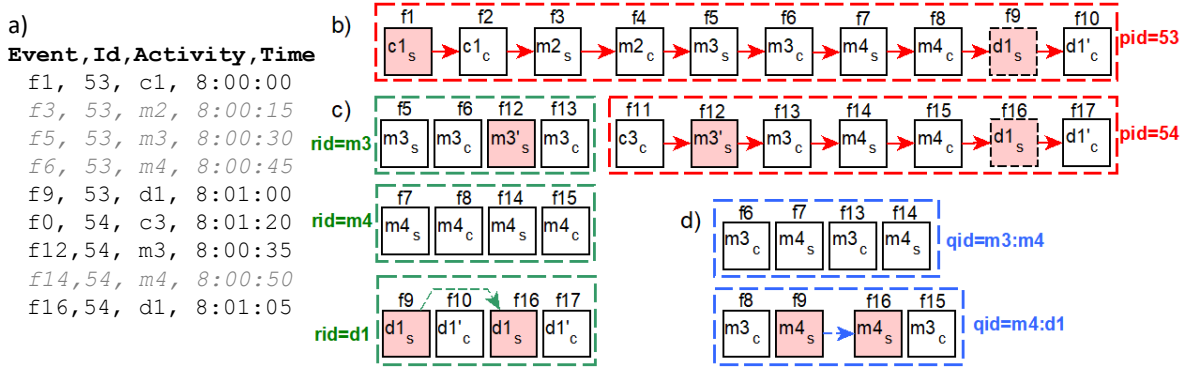 a)
Event,Id,Activity,Time
f1, 53, c1, 8:00:00
f3, 53, m2, 8:00:15
f5, 53, m3, 8:00:30
f6, 53, m4, 8:00:45
f9, 53, d1, 8:01:00
f0, 54, c3, 8:01:20
f12,54, m3, 8:00:35
f14,54, m4, 8:00:50
f16,54, d1, 8:01:05
b)
f1 f2 f3 f4 f5 f6 f7 f8 f9 f10
c1s c1c m2s m2c m3s m3c m4s m4c d1s d1'c
pid=53
c)
f5 f6 f12 f13
rid=m3
m3s m3c m3's m3c
f11 f12 f13 f14 f15 f16 f17
c3c m3's m3c m4s m4c d1s d1'c
pid=54
f7 f8 f14 f15
rid=m4
m4s m4c m4s m4c
f9 f10 f16 f17
rid=d1
d1s d1'c d1s d1'c
d)
f6 f7 f13 f14
m3c m4s m3c m4s
qid=m3:m4
f8 f9 f16 f15
m3c m4s m4s m3c
qid=m4:d1